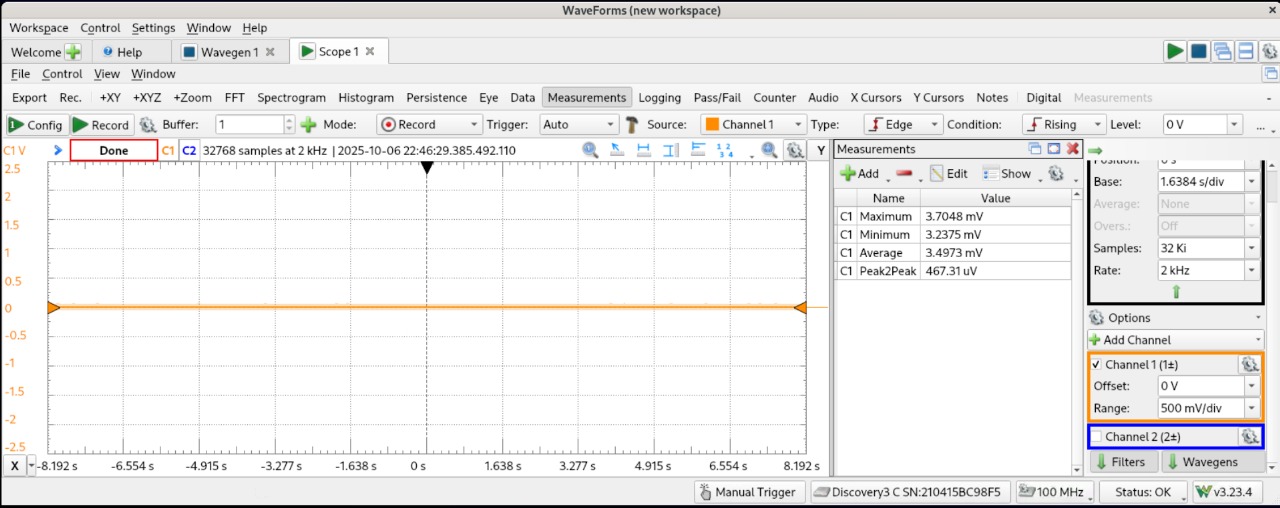 WaveForms (new workspace)
Workspace Control Settings Window Help
Welcome Help Wavegen 1 Scope 1
File Control View Window
Export Rec. +XY +XYZ +Zoom FFT Spectrogram Histogram Persistence Eye Data Measurements Logging Pass/Fail Counter Audio X Cursors Y Cursors Notes Digital Measurements
1 Config Record Buffer: 1 Mode: Record Trigger: Auto Source: Channel 1 Type: Edge Condition: Rising Level: 0 V ...
C1 V Done C1 C2 32768 samples at 2 kHz | 2025-10-06 22:46:29.385.492.110 Y
2.5
2
1.5
1
0.5
0
-0.5
-1
-1.5
-2
-2.5
X -8.192 s -6.554 s -4.915 s -3.277 s -1.638 s 0 s 1.638 s 3.277 s 4.915 s 6.554 s 8.192 s
Measurements
Add Edit Show
Name Value
C1 Maximum 3.7048 mV
C1 Minimum 3.2375 mV
C1 Average 3.4973 mV
C1 Peak2Peak 467.31 uV
Position: 0 s
Base: 1.6384 s/div
Average: None
Overs.: Off
Samples: 32 Ki
Rate: 2 kHz
Options
Add Channel
Channel 1 (1±)
Offset: 0 V
Range: 500 mV/div
Channel 2 (2±)
Filters Wavegens
Manual Trigger Discovery3 C SN:210415BC98F5 100 MHz Status: OK v3.23.4